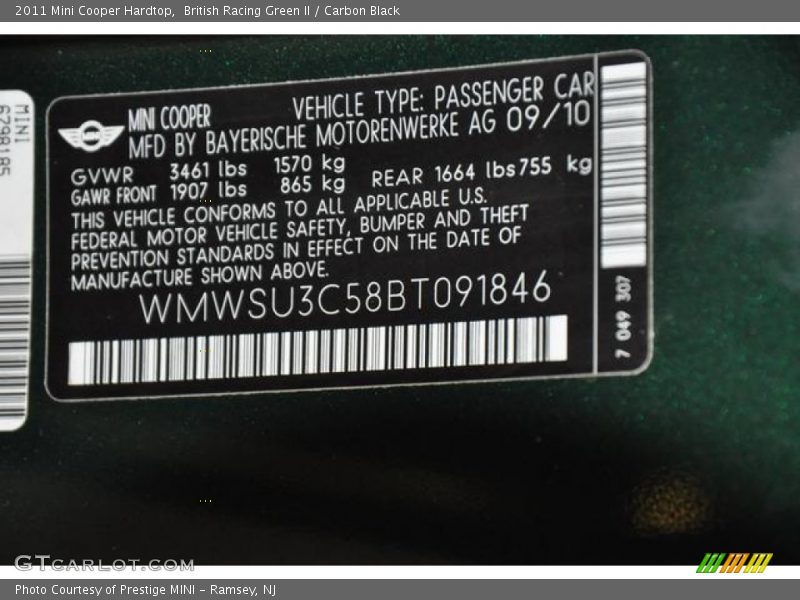 2011 Mini Cooper Hardtop,  British Racing Green II / Carbon Black
MINI
6798185
MINI
MINI COOPER
VEHICLE TYPE: PASSENGER CAR
MFD BY BAYERISCHE MOTORENWERKE AG 09/10
GVWR 3461 lbs 1570 kg
GAWR FRONT 1907 lbs 865 kg REAR 1664 lbs 755 kg
THIS VEHICLE CONFORMS TO ALL APPLICABLE U.S.
FEDERAL MOTOR VEHICLE SAFETY, BUMPER AND THEFT
PREVENTION STANDARDS IN EFFECT ON THE DATE OF
MANUFACTURE SHOWN ABOVE.
WMWSU3C58BT091846
7 049 307
GTCARLOT.COM
Photo Courtesy of Prestige MINI – Ramsey, NJ